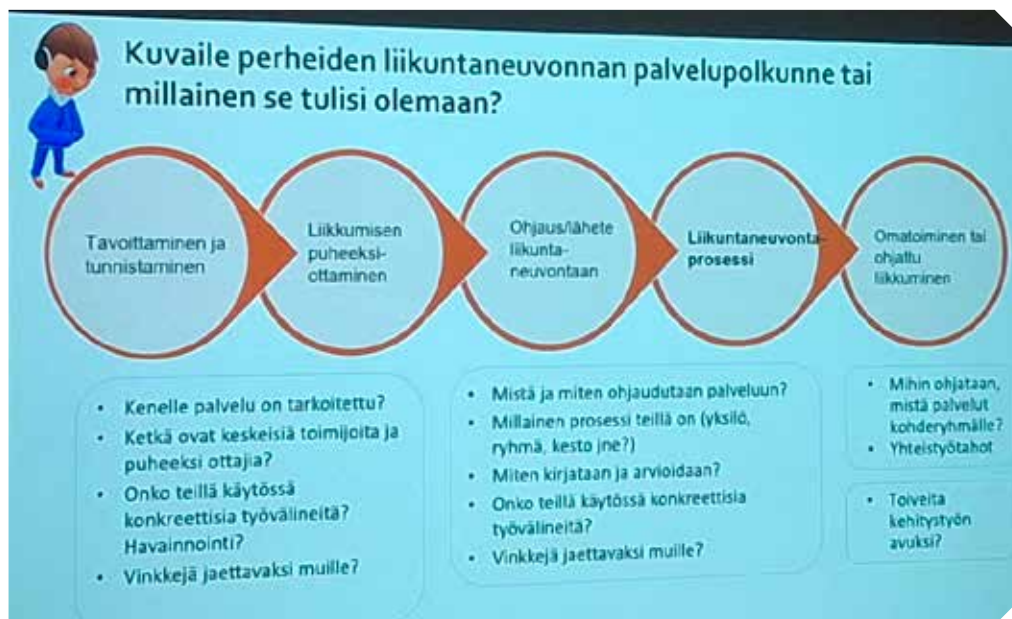 Kuvaile perheiden liikuntaneuvonnan palvelupolkunne tai
millainen se tulisi olemaan?
Tavoittaminen ja
tunnistaminen
Liikkumisen
puheeksi-
ottaminen
Ohjaus/lähete
liikunta-
neuvontaan
Liikuntaneuvonta-
prosessi
Omatoiminen tai
ohjattu
liikkuminen
• Kenelle palvelu on tarkoitettu?
• Ketkä ovat keskeisiä toimijoita ja
puheeksi ottajia?
• Onko teillä käytössä
konkreettisia työvälineitä?
Havainnointi?
• Vinkkejä jaettavaksi muille?
• Mistä ja miten ohjaudutaan palveluun?
• Millainen prosessi teillä on (yksilö,
ryhmä, kesto jne?)
• Miten kirjataan ja arvioidaan?
• Onko teillä käytössä konkreettisia
työvälineitä?
• Vinkkejä jaettavaksi muille?
• Mihin ohjataan,
mistä palvelut
kohderyhmälle?
• Yhteistyötahot
• Toiveita
kehitystyön
avuksi?